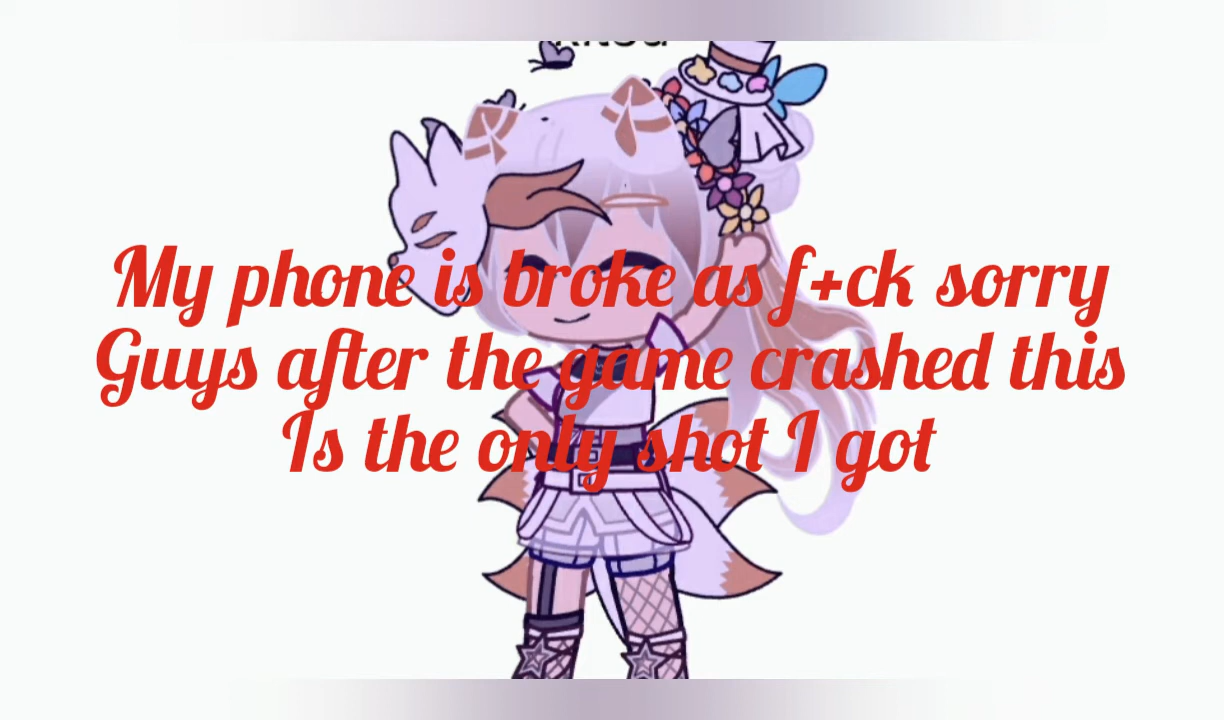 My phone is broke as f+ck sorry
Guys after the game crashed this
Is the only shot I got